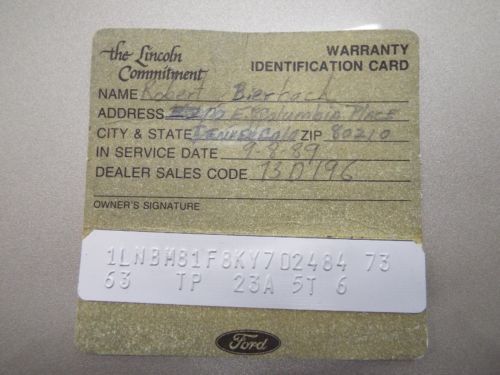 the Lincoln Commitment
WARRANTY IDENTIFICATION CARD
NAME Robert Bierbach
ADDRESS E. Columbia PLACE
CITY & STATE Denver Colo ZIP 80210
IN SERVICE DATE 9-8-89
DEALER SALES CODE 73D196
OWNER'S SIGNATURE
1LNBM81F8KY702484 73
63 TP 23A 5T 6
Ford